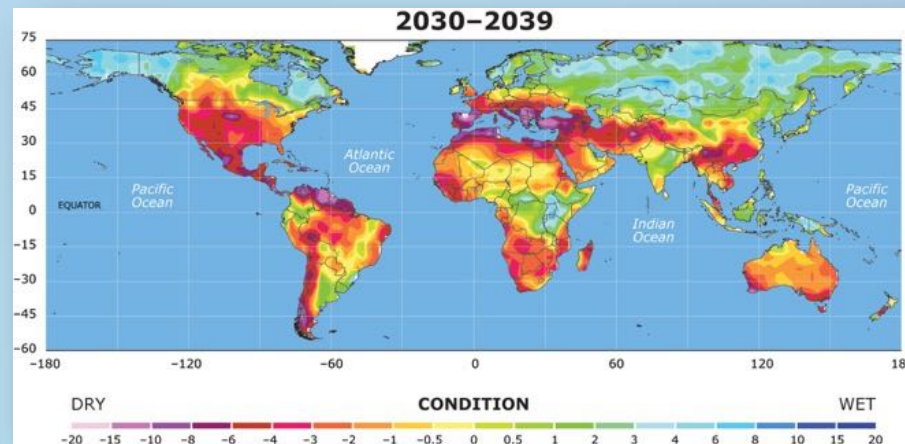 2030–2039
75
60
45
30
15
0
–15
–30
–45
–60
EQUATOR
Pacific
Ocean
Atlantic
Ocean
Indian
Ocean
Pacific
Ocean
–180
–120
–60
0
60
120
18
DRY
CONDITION
WET
–20 –15 –10 –8 –6 –4 –3 –2 –1 –0.5 0 0.5 1 2 3 4 6 8 10 15 20